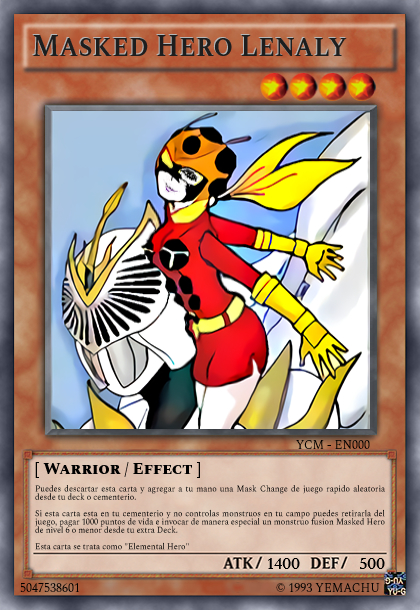 Masked Hero Lenaly
YCM - EN000
[ Warrior / Effect ]
Puedes descartar esta carta y agregar a tu mano una Mask Change de juego rapido aleatoria
desde tu deck o cementerio.
Si esta carta esta en tu cementerio y no controlas monstruos en tu campo puedes retirarla del
juego, pagar 1000 puntos de vida e invocar de manera especial un monstruo fusion Masked Hero
de nivel 6 o menor desde tu extra Deck.
Esta carta se trata como "Elemental Hero"
ATK / 1400 DEF / 500
5047538601 © 1993 YEMACHU